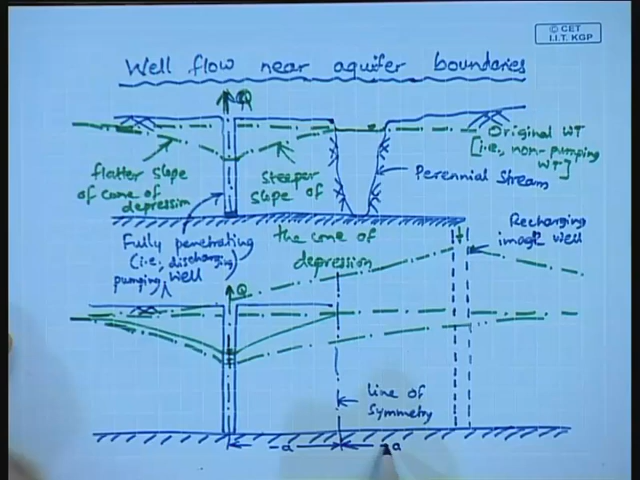 © CET
I.I.T. KGP
Well flow near aquifer boundaries
Q
Original WT
[i.e., non-pumping
WT]
flatter slope
of cone of
depression
steeper
slope of
the cone of
depression
Perennial Stream
Fully penetrating
(i.e., discharging)
pumping well
Recharging
image well
Q
line of
symmetry
a
a